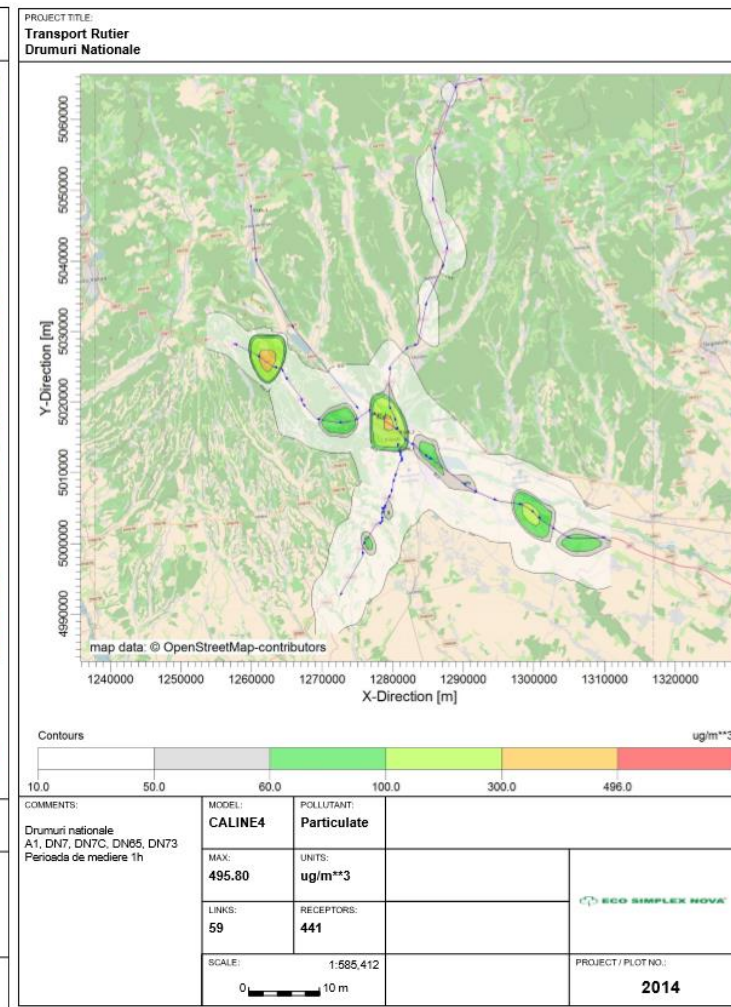 PROJECT TITLE:
Transport Rutier
Drumuri Nationale
Y-Direction [m]
5060000
5050000
5040000
5030000
5020000
5010000
5000000
4990000
map data: © OpenStreetMap-contributors
1240000 1250000 1260000 1270000 1280000 1290000 1300000 1310000 1320000
X-Direction [m]
Contours ug/m**3
10.0 50.0 60.0 100.0 300.0 496.0
COMMENTS:
Drumuri nationale
A1, DN7, DN7C, DN65, DN73
Perioada de mediere 1h
MODEL:
CALINE4
POLLUTANT:
Particulate
MAX:
495.80
UNITS:
ug/m**3
LINKS:
59
RECEPTORS:
441
SCALE: 1:585,412
0 10 m
ECO SIMPLEX NOVA
PROJECT / PLOT NO.:
2014